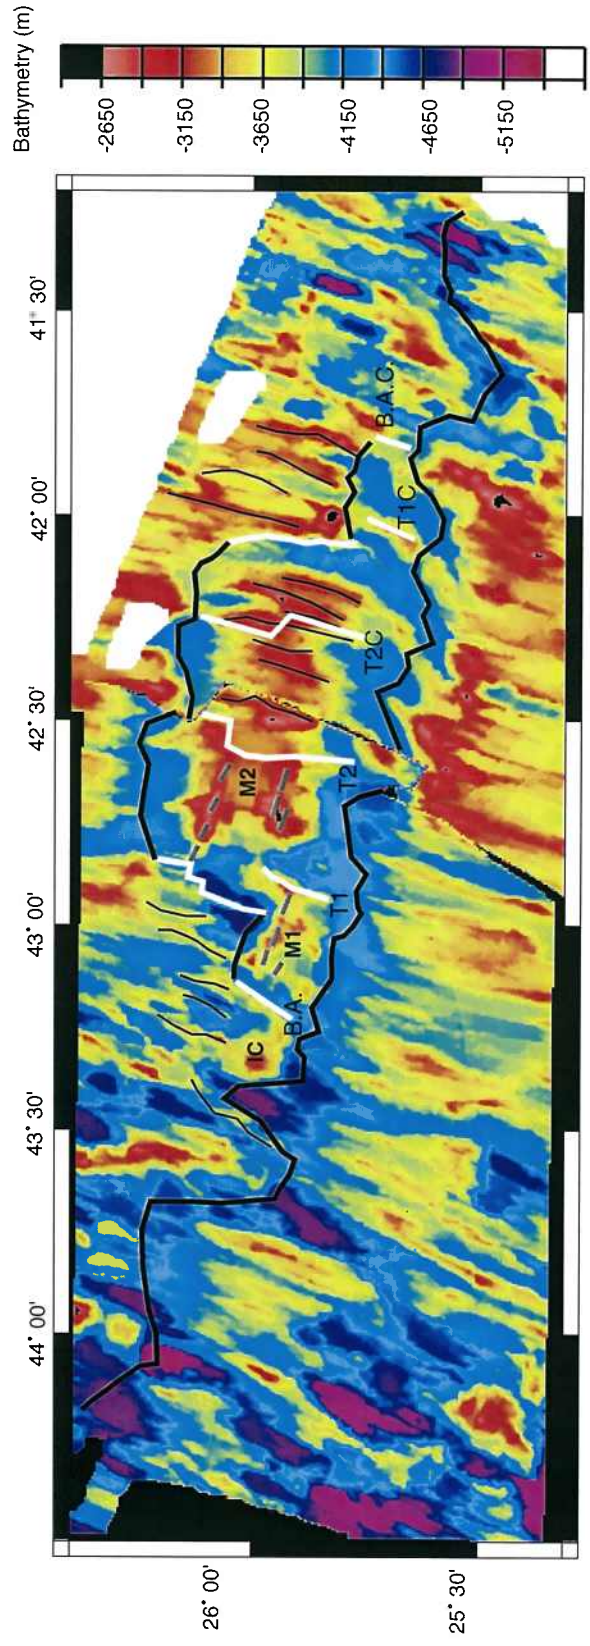 Bathymetry (m)
-2650
-3150
-3650
-4150
-4650
-5150
41° 30'
42° 00'
42° 30'
43° 00'
43° 30'
44° 00'
26° 00'
25° 30'
B.A.C.
T1C
T2C
T2
M2
T1
M1
B.A.
IC